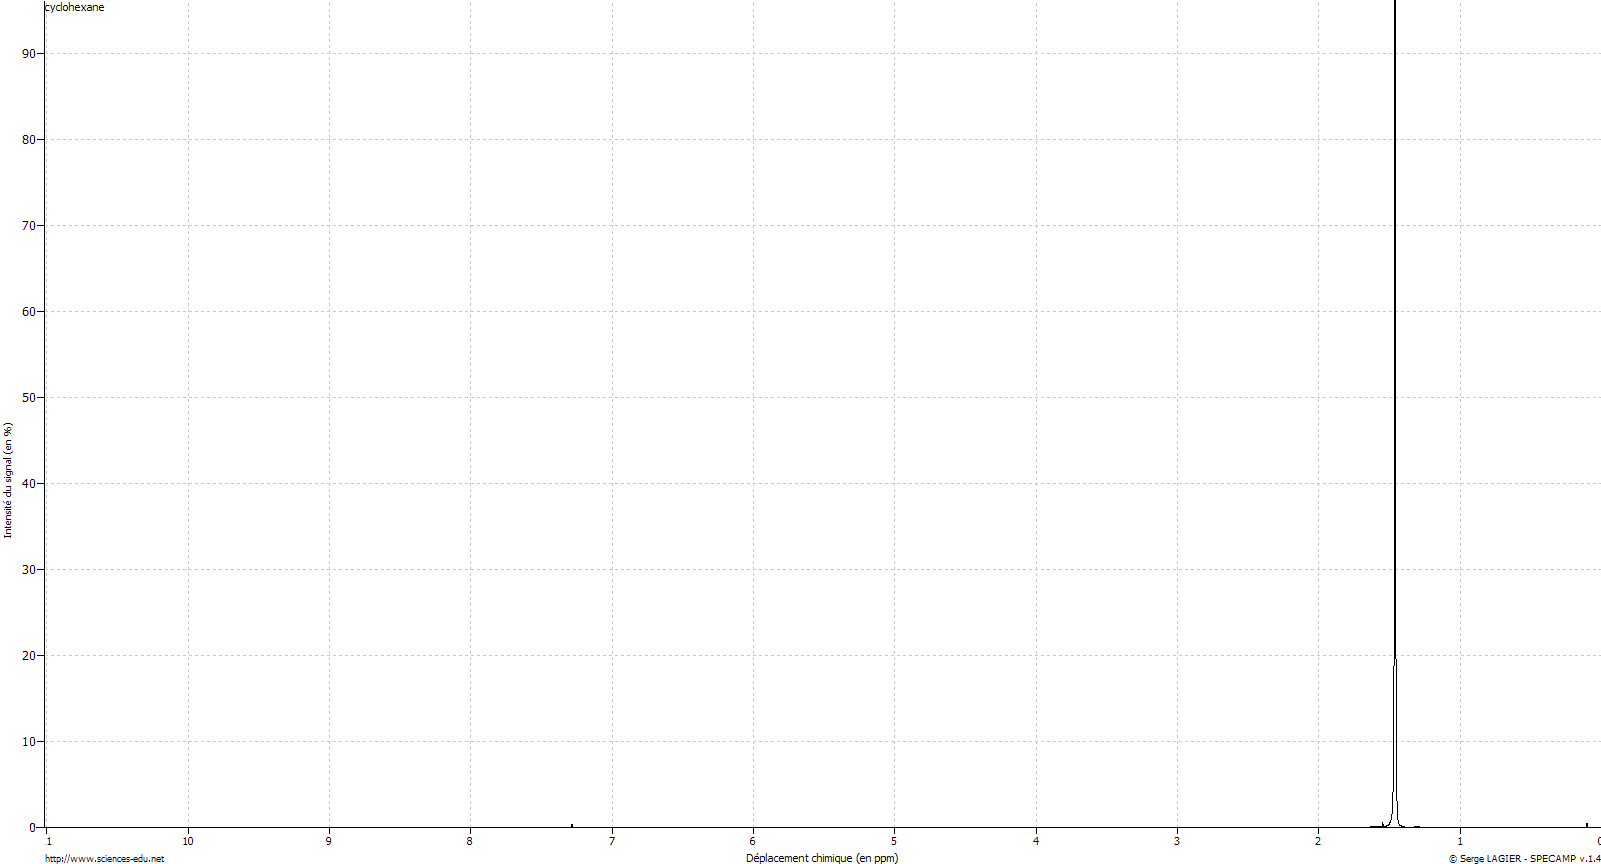 cyclohexane
90
80
70
60
50
40
30
20
10
0
Intensité du signal (en %)
1 10 9 8 7 6 5 4 3 2 1 0
Déplacement chimique (en ppm)
http://www.sciences-edu.net
© Serge LAGIER - SPECAMP v.1.4